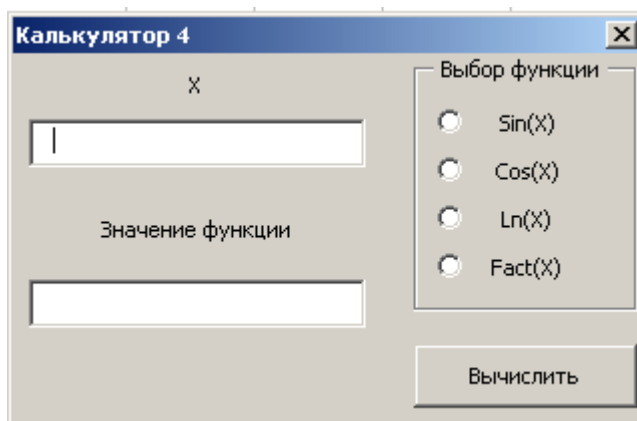 Калькулятор 4
X
Значение функции
Выбор функции
Sin(X)
Cos(X)
Ln(X)
Fact(X)
Вычислить